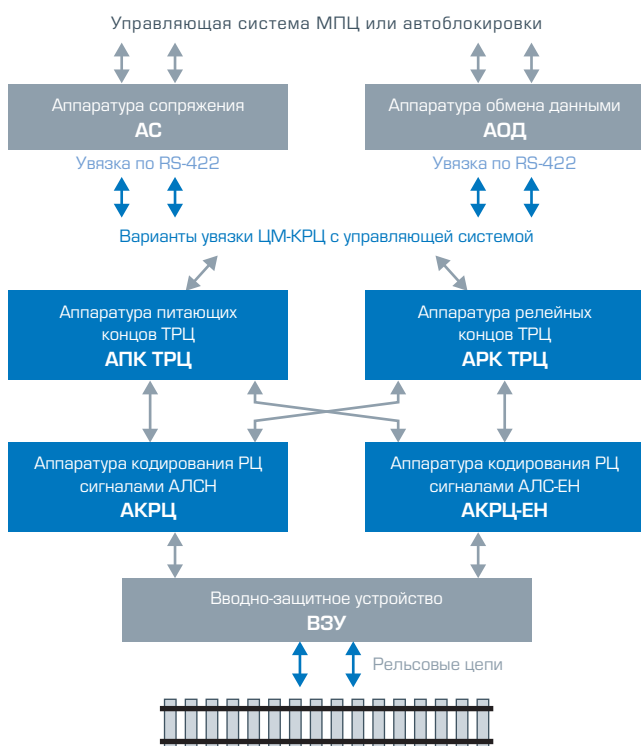 Управляющая система МПЦ или автоблокировки
Аппаратура сопряжения
АС
Аппаратура обмена данными
АОД
Увязка по RS-422
Увязка по RS-422
Варианты увязки ЦМ-КРЦ с управляющей системой
Аппаратура питающих
концов ТРЦ
АПК ТРЦ
Аппаратура релейных
концов ТРЦ
АРК ТРЦ
Аппаратура кодирования РЦ
сигналами АЛСН
АКРЦ
Аппаратура кодирования РЦ
сигналами АЛС-ЕН
АКРЦ-ЕН
Вводно-защитное устройство
ВЗУ
Рельсовые цепи